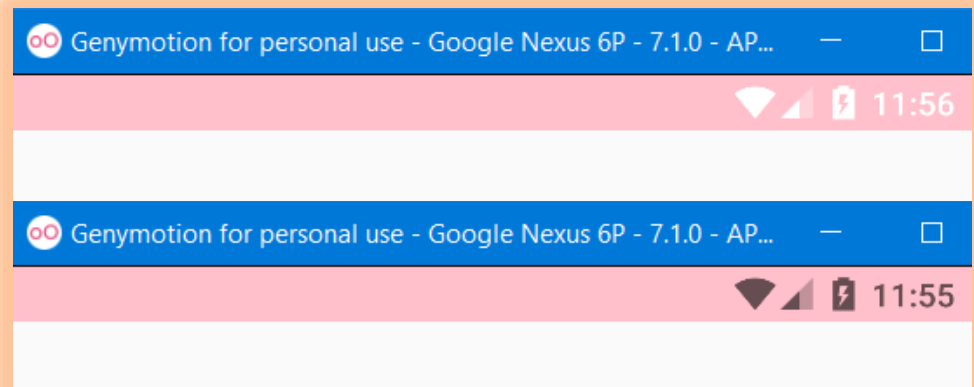 Genymotion for personal use - Google Nexus 6P - 7.1.0 - AP...
11:56
Genymotion for personal use - Google Nexus 6P - 7.1.0 - AP...
11:55